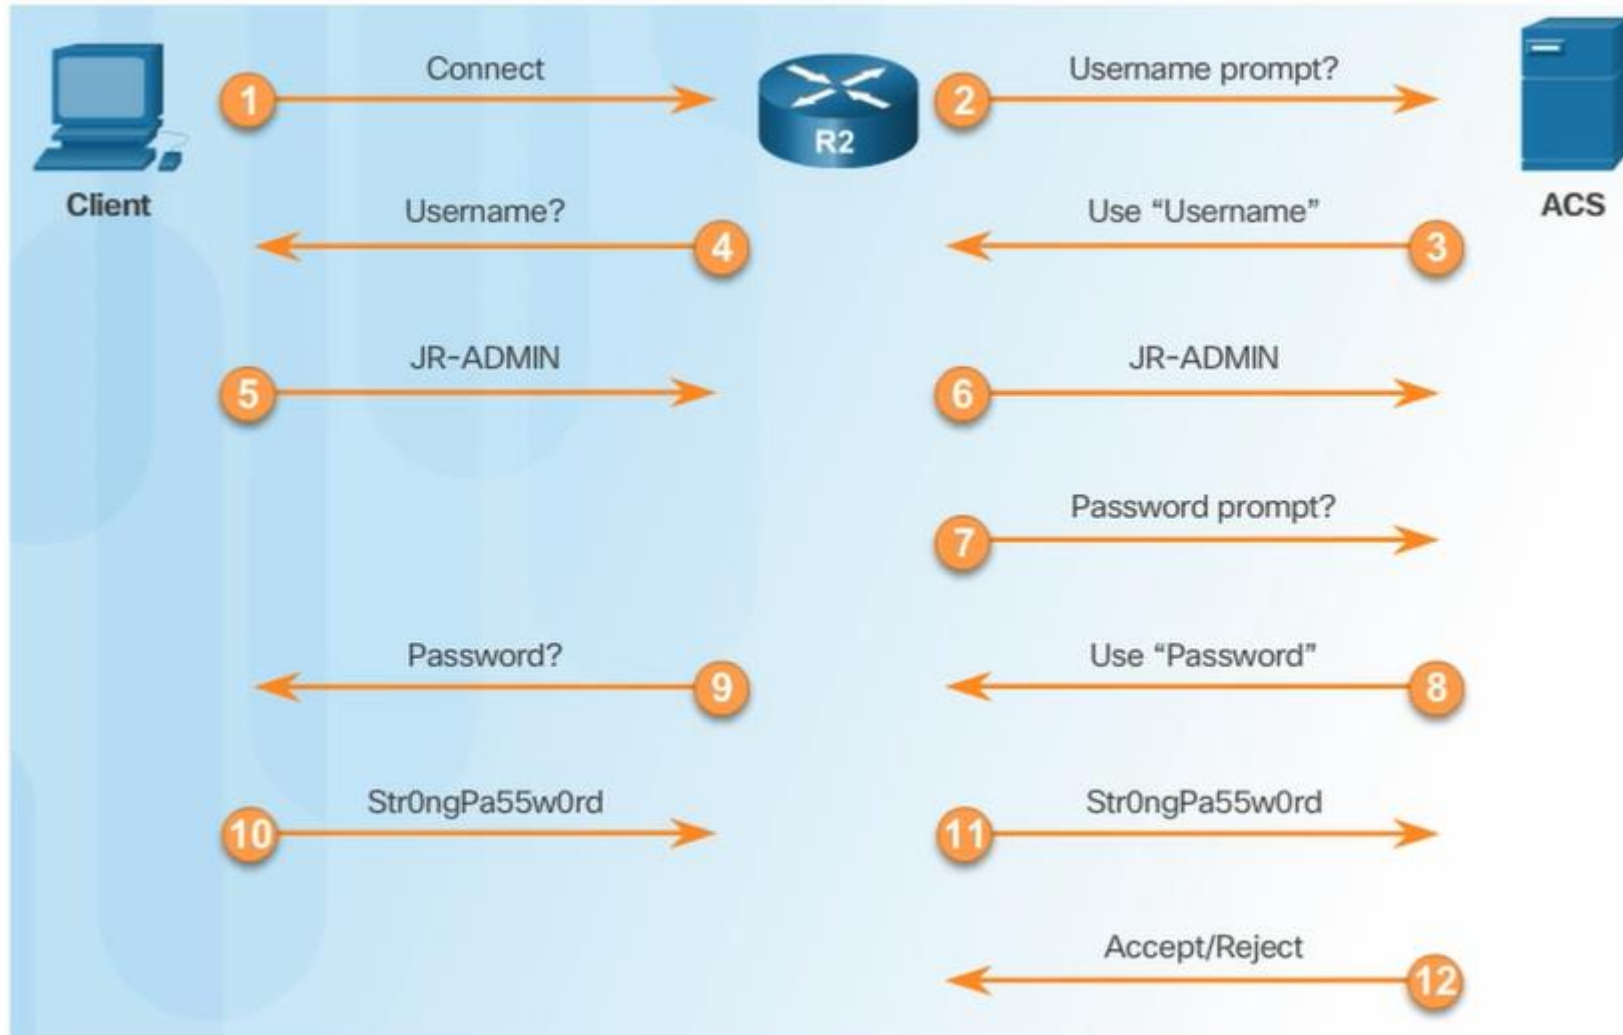 Connect
1
Username prompt?
2
R2
Client
ACS
Username?
4
Use “Username”
3
JR-ADMIN
5
JR-ADMIN
6
Password prompt?
7
Password?
9
Use “Password”
8
Str0ngPa55w0rd
10
Str0ngPa55w0rd
11
Accept/Reject
12